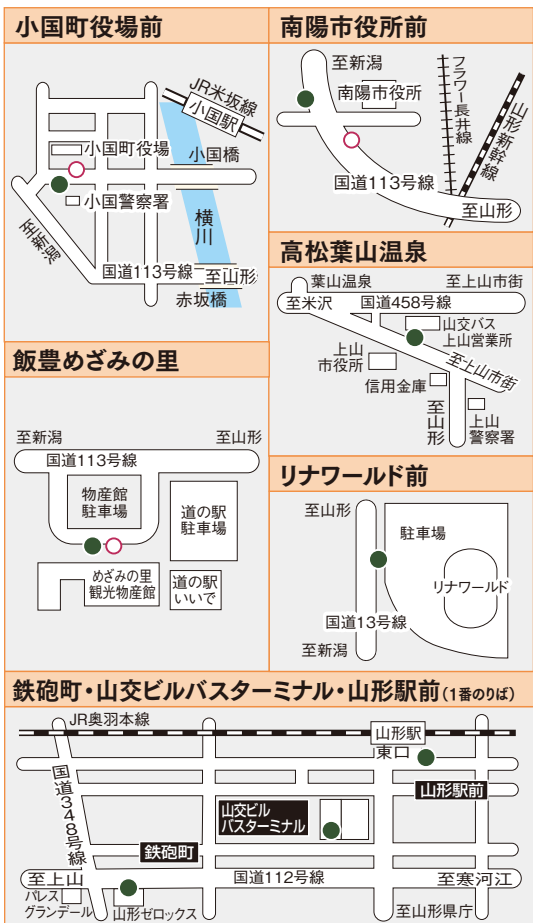 小国町役場前
JR米坂線
小国駅
小国町役場
小国橋
小国警察署
横川
至新潟
国道113号線
至山形
赤坂橋
南陽市役所前
至新潟
南陽市役所
フラワー長井線
山形新幹線
国道113号線
至山形
高松葉山温泉
葉山温泉
至上山市街
至米沢
国道458号線
山交バス
上山営業所
上山
市役所
至上山市街
信用金庫
至山形
上山
警察署
飯豊めざみの里
至新潟
至山形
国道113号線
物産館
駐車場
道の駅
駐車場
めざみの里
観光物産館
道の駅
いいで
リナワールド前
至山形
駐車場
リナワールド
国道13号線
至新潟
鉄砲町・山交ビルバスターミナル・山形駅前(1番のりば)
JR奥羽本線
山形駅
東口
国道348号線
山形駅前
山交ビル
バスターミナル
鉄砲町
至上山
国道112号線
至寒河江
パレス
グランデール
山形ゼロックス
至山形県庁